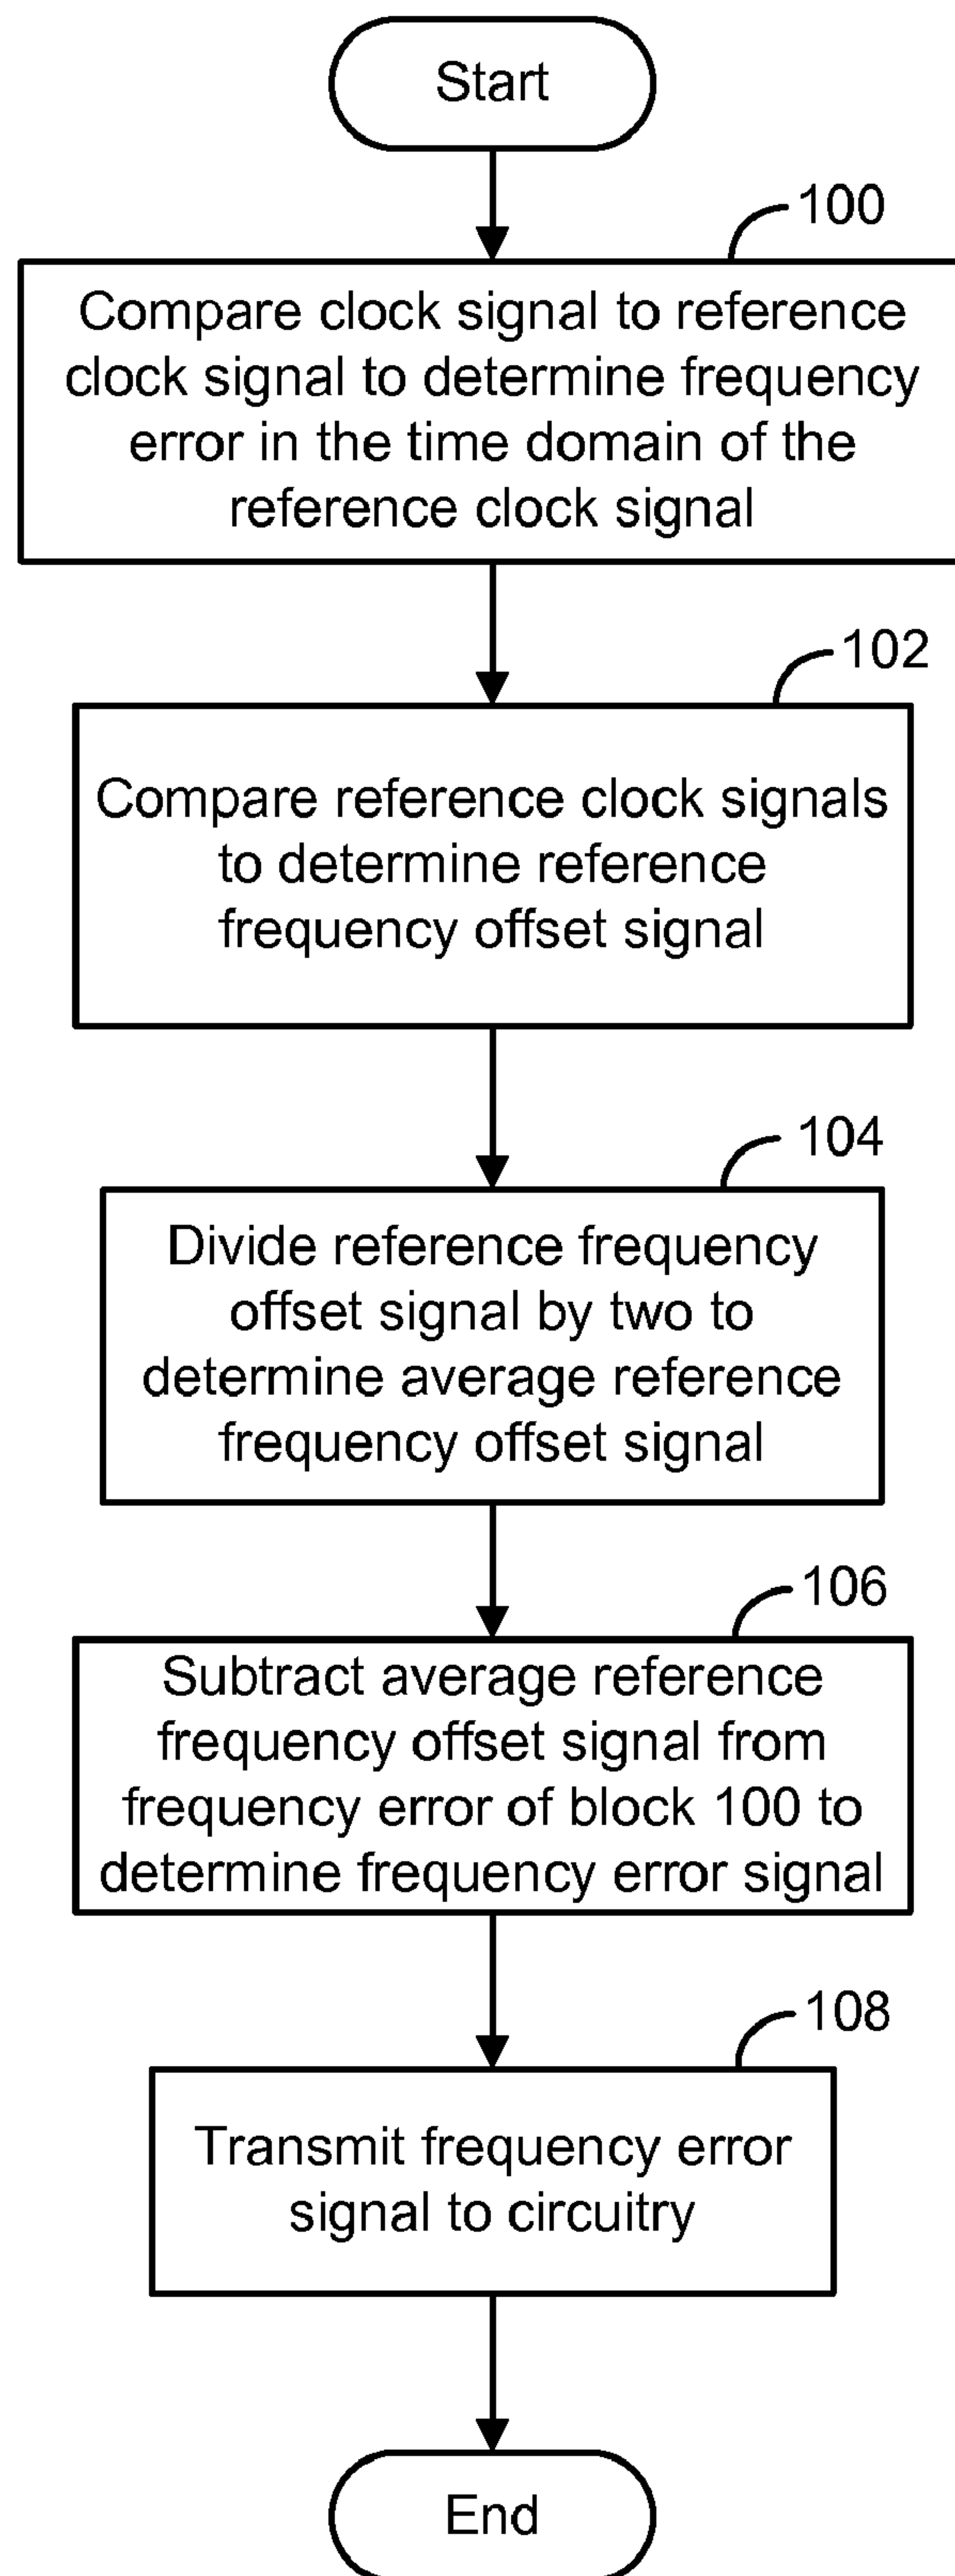 Start
100
Compare clock signal to reference
clock signal to determine frequency
error in the time domain of the
reference clock signal
102
Compare reference clock signals
to determine reference
frequency offset signal
104
Divide reference frequency
offset signal by two to
determine average reference
frequency offset signal
106
Subtract average reference
frequency offset signal from
frequency error of block 100 to
determine frequency error signal
108
Transmit frequency error
signal to circuitry
End